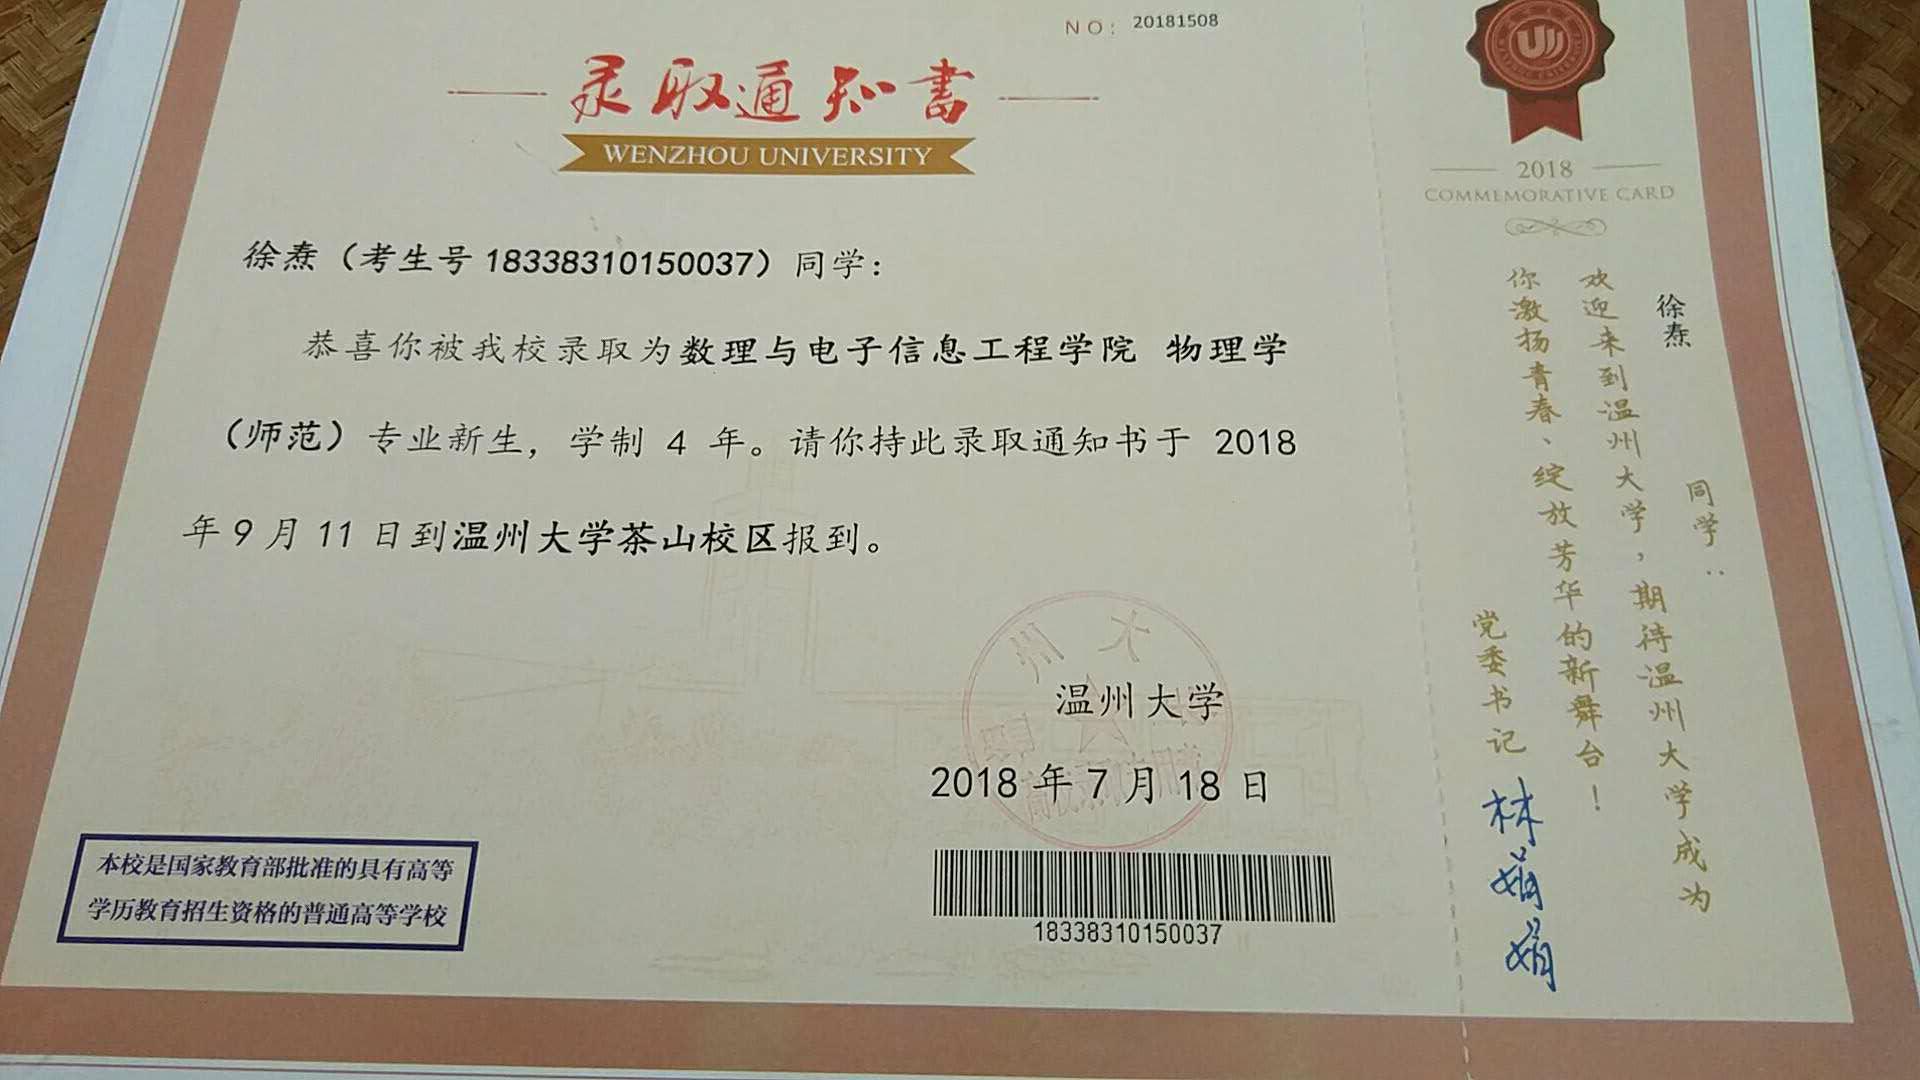 NO: 20181508
录取通知書
WENZHOU UNIVERSITY
徐焘（考生号 18338310150037）同学：
恭喜你被我校录取为数理与电子信息工程学院 物理学
（师范）专业新生，学制 4 年。请你持此录取通知书于 2018
年 9 月 11 日到温州大学茶山校区报到。
温州大学
2018 年 7 月 18 日
18338310150037
本校是国家教育部批准的具有高等
学历教育招生资格的普通高等学校
2018
COMMEMORATIVE CARD
徐焘 同学：
欢迎来到温州大学，期待温州大学成为
你激扬青春、绽放芳华的新舞台！
党委书记 林娟娟